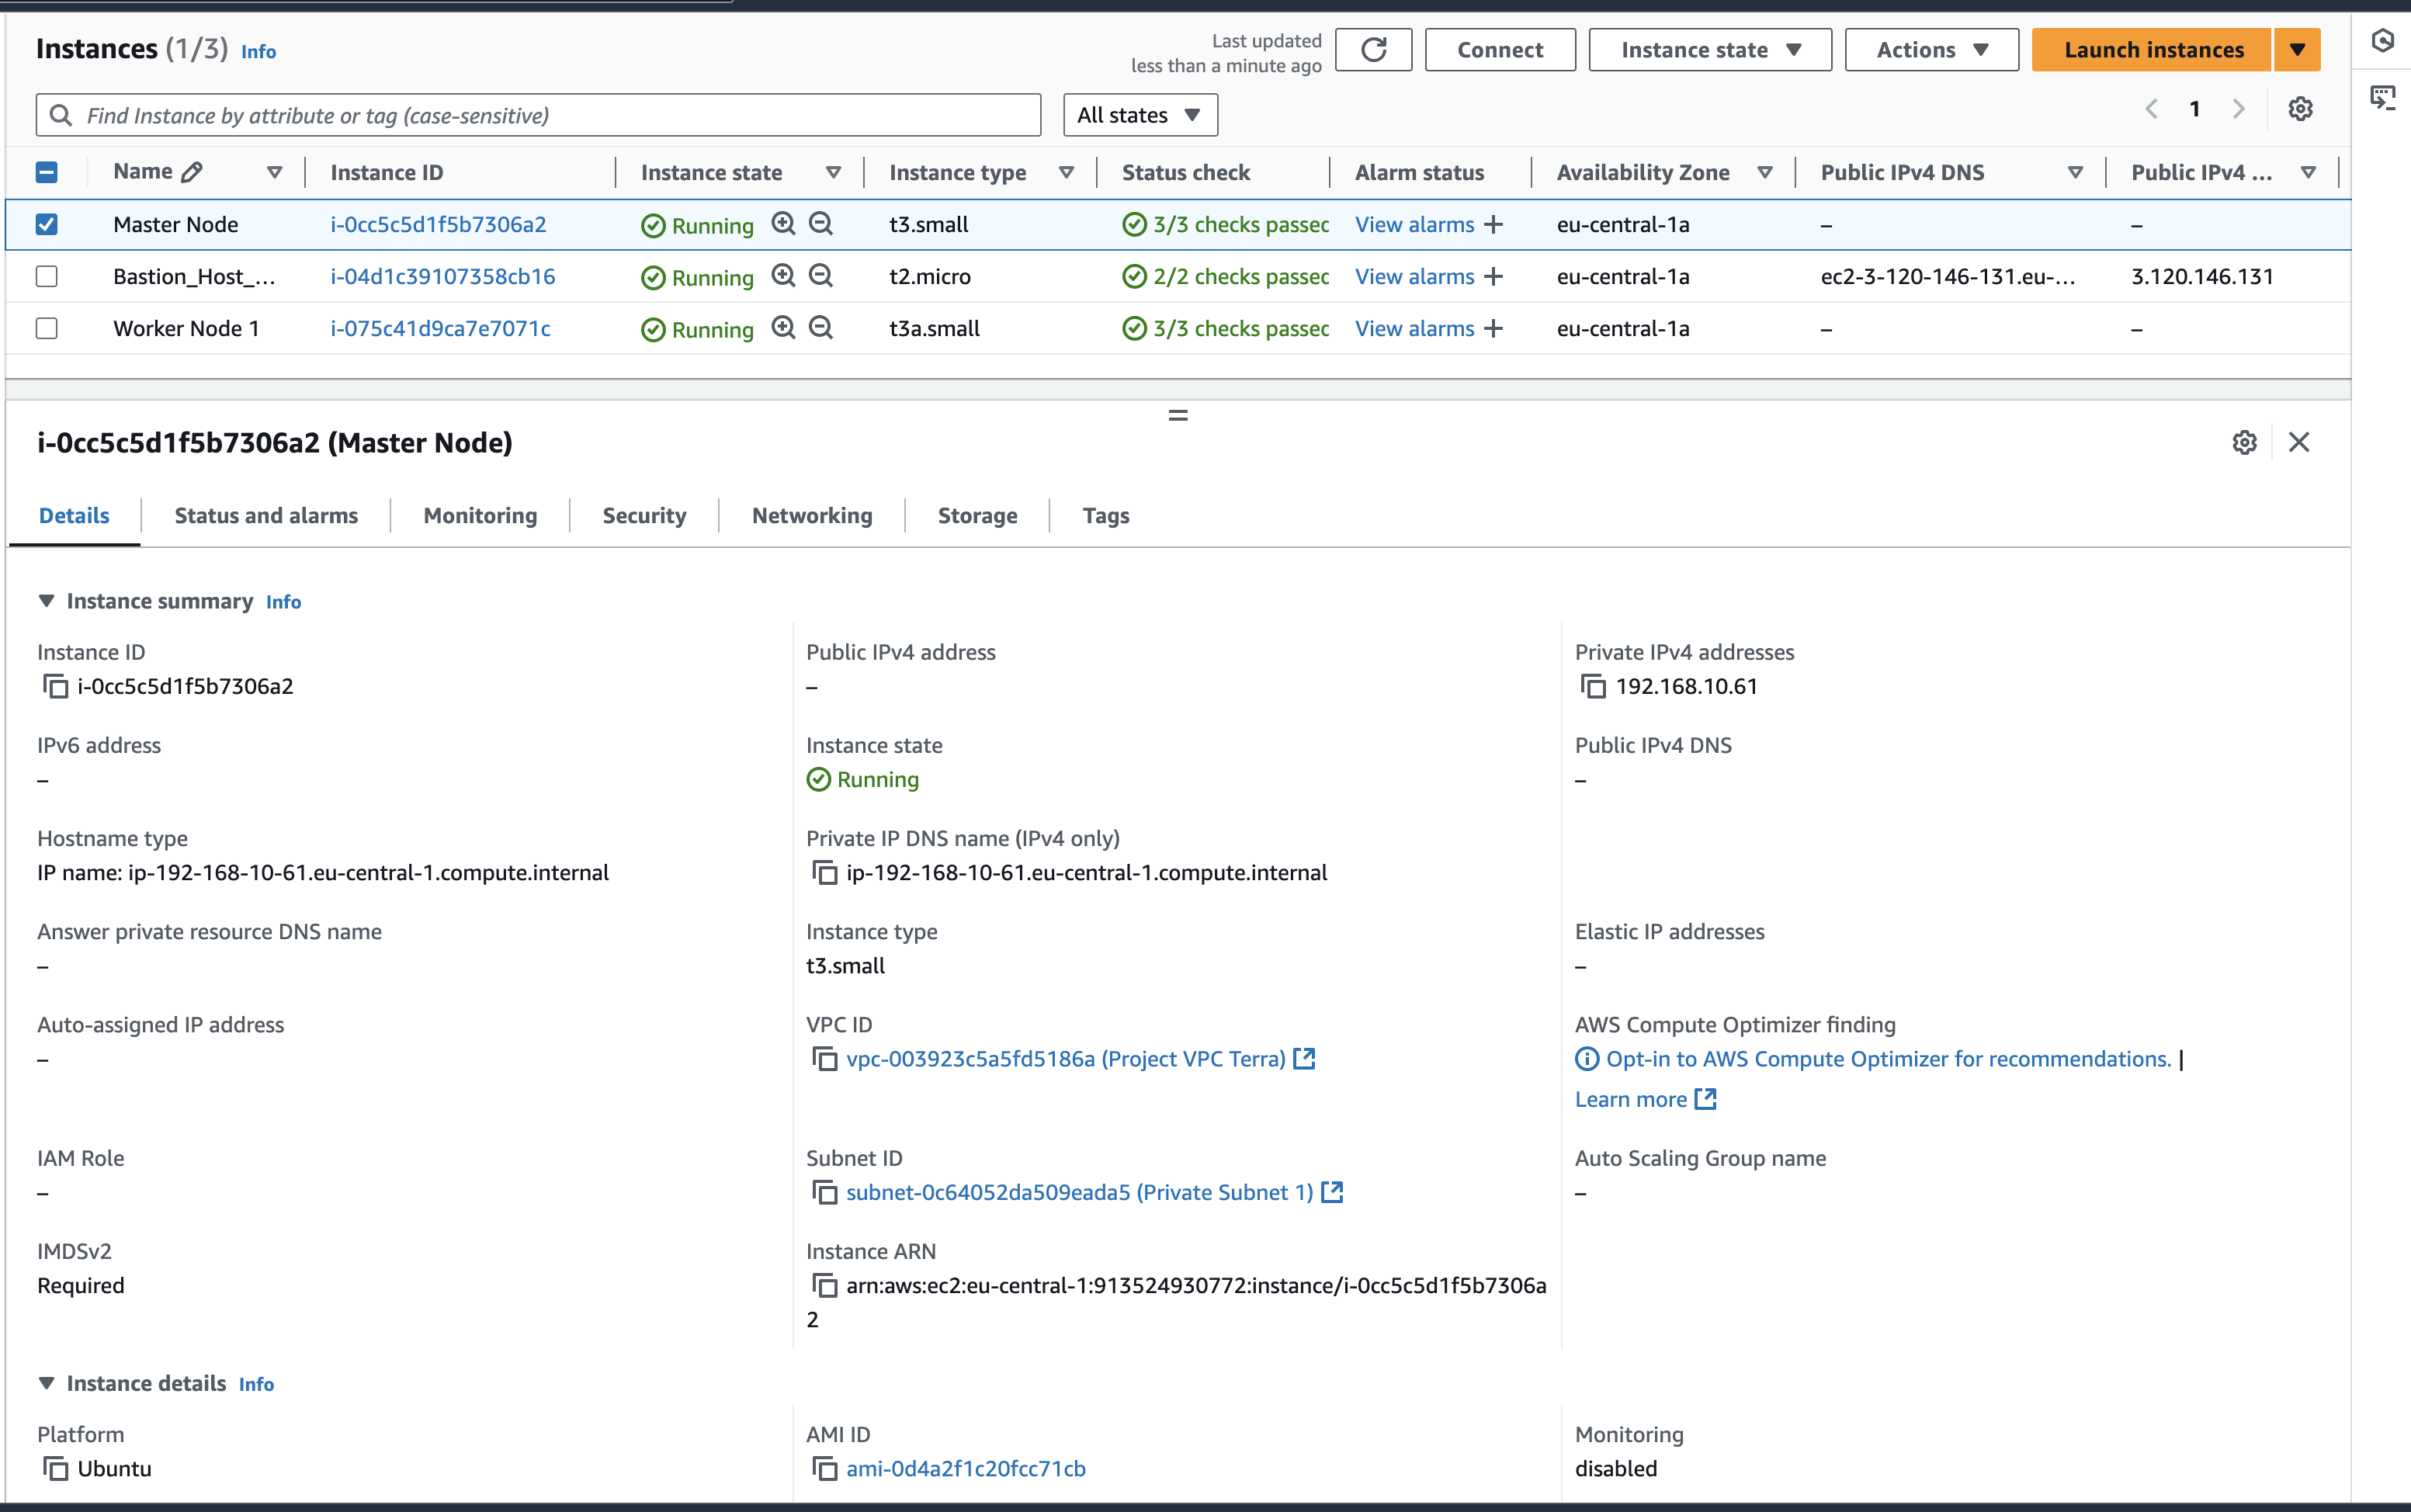 Instances (1/3) Info
Last updated
less than a minute ago
Connect
Instance state
Actions
Launch instances
Find Instance by attribute or tag (case-sensitive)
All states
1
Name Instance ID Instance state Instance type Status check Alarm status Availability Zone Public IPv4 DNS Public IPv4 ...
Master Node i-0cc5c5d1f5b7306a2 Running t3.small 3/3 checks passec View alarms + eu-central-1a – –
Bastion_Host_... i-04d1c39107358cb16 Running t2.micro 2/2 checks passec View alarms + eu-central-1a ec2-3-120-146-131.eu-... 3.120.146.131
Worker Node 1 i-075c41d9ca7e7071c Running t3a.small 3/3 checks passec View alarms + eu-central-1a – –
i-0cc5c5d1f5b7306a2 (Master Node)
Details Status and alarms Monitoring Security Networking Storage Tags
Instance summary Info
Instance ID
i-0cc5c5d1f5b7306a2
Public IPv4 address
–
Private IPv4 addresses
192.168.10.61
IPv6 address
–
Instance state
Running
Public IPv4 DNS
–
Hostname type
IP name: ip-192-168-10-61.eu-central-1.compute.internal
Private IP DNS name (IPv4 only)
ip-192-168-10-61.eu-central-1.compute.internal
Answer private resource DNS name
–
Instance type
t3.small
Elastic IP addresses
–
Auto-assigned IP address
–
VPC ID
vpc-003923c5a5fd5186a (Project VPC Terra)
AWS Compute Optimizer finding
Opt-in to AWS Compute Optimizer for recommendations. |
Learn more
IAM Role
–
Subnet ID
subnet-0c64052da509eada5 (Private Subnet 1)
Auto Scaling Group name
–
IMDSv2
Required
Instance ARN
arn:aws:ec2:eu-central-1:913524930772:instance/i-0cc5c5d1f5b7306a
2
Instance details Info
Platform
Ubuntu
AMI ID
ami-0d4a2f1c20fcc71cb
Monitoring
disabled